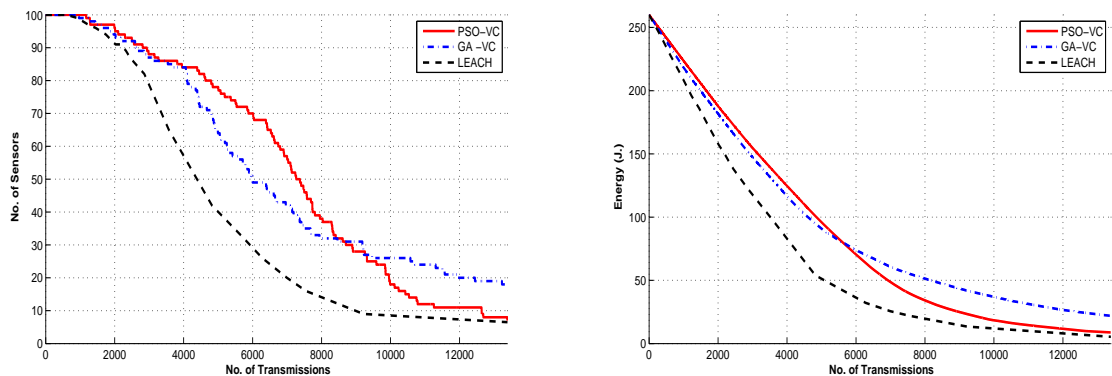 100
90
80
70
60
50
40
30
20
10
0
No. of Sensors
0 2000 4000 6000 8000 10000 12000
No. of Transmissions
PSO-VC
GA -VC
LEACH
250
200
150
100
50
0
Energy (J.)
0 2000 4000 6000 8000 10000 12000
No. of Transmissions
PSO-VC
GA-VC
LEACH